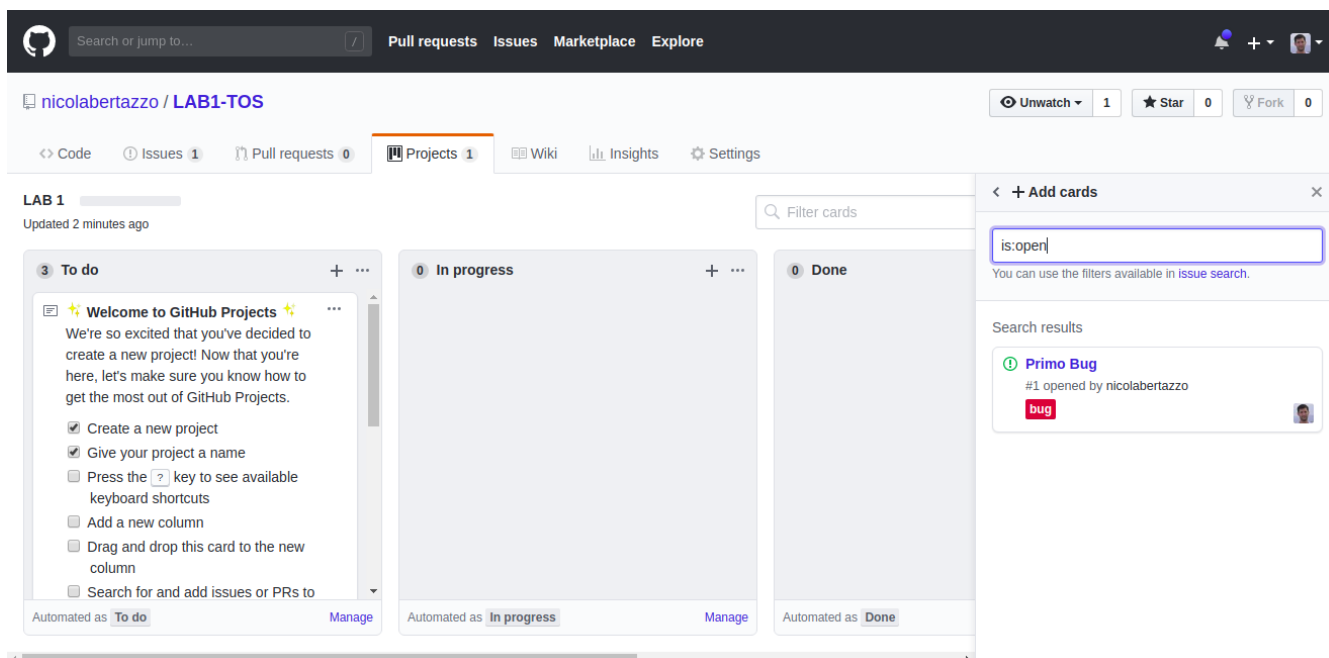 Search or jump to... / Pull requests Issues Marketplace Explore
nicolabertazzo / LAB1-TOS
Unwatch 1 Star 0 Fork 0
Code Issues 1 Pull requests 0 Projects 1 Wiki Insights Settings
LAB 1
Updated 2 minutes ago
Filter cards
3 To do
Welcome to GitHub Projects
We're so excited that you've decided to
create a new project! Now that you're
here, let's make sure you know how to
get the most out of GitHub Projects.
Create a new project
Give your project a name
Press the ? key to see available
keyboard shortcuts
Add a new column
Drag and drop this card to the new
column
Search for and add issues or PRs to
Automated as To do Manage
0 In progress
Automated as In progress Manage
0 Done
Automated as Done
Add cards
is:open
You can use the filters available in issue search.
Search results
Primo Bug
#1 opened by nicolabertazzo
bug